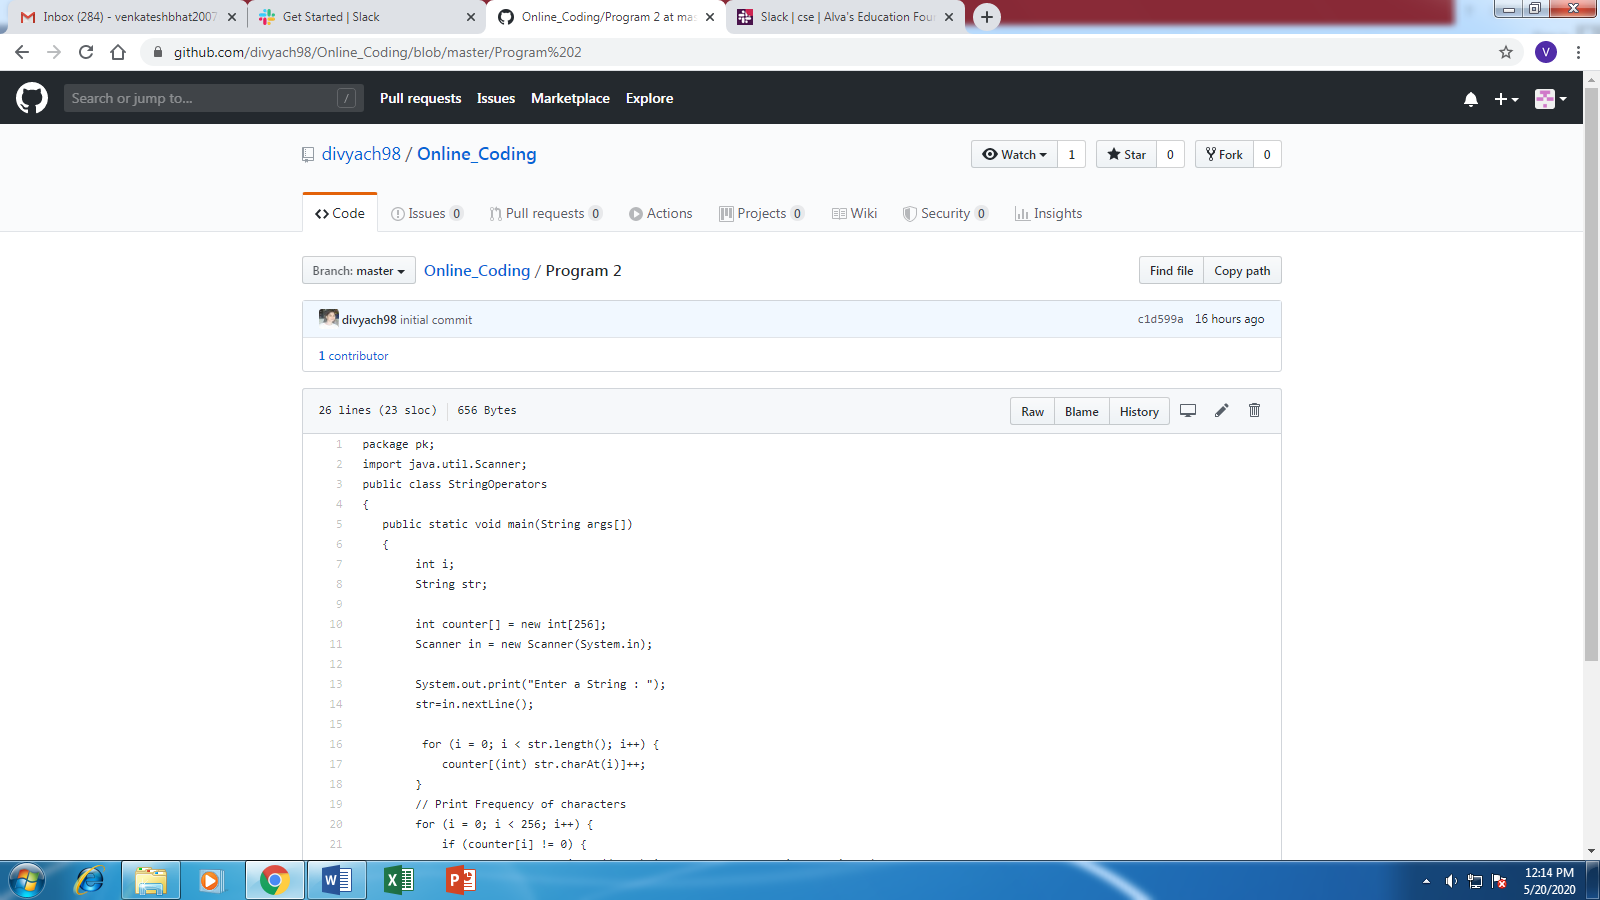 Inbox (284) - venkateshbhat2007
Get Started | Slack
Online_Coding/Program 2 at mas
Slack | cse | Alva's Education Fou
github.com/divyach98/Online_Coding/blob/master/Program%202
V
Search or jump to... /
Pull requests Issues Marketplace Explore
divyach98 / Online_Coding
Watch 1 Star 0 Fork 0
Code Issues 0 Pull requests 0 Actions Projects 0 Wiki Security 0 Insights
Branch: master Online_Coding / Program 2
Find file Copy path
divyach98 initial commit
c1d599a 16 hours ago
1 contributor
26 lines (23 sloc) 656 Bytes
Raw Blame History
1 package pk;
2 import java.util.Scanner;
3 public class StringOperators
4 {
5 public static void main(String args[])
6 {
7 int i;
8 String str;
9
10 int counter[] = new int[256];
11 Scanner in = new Scanner(System.in);
12
13 System.out.print("Enter a String : ");
14 str=in.nextLine();
15
16 for (i = 0; i < str.length(); i++) {
17 counter[(int) str.charAt(i)]++;
18 }
19 // Print Frequency of characters
20 for (i = 0; i < 256; i++) {
21 if (counter[i] != 0) {
12:14 PM
5/20/2020